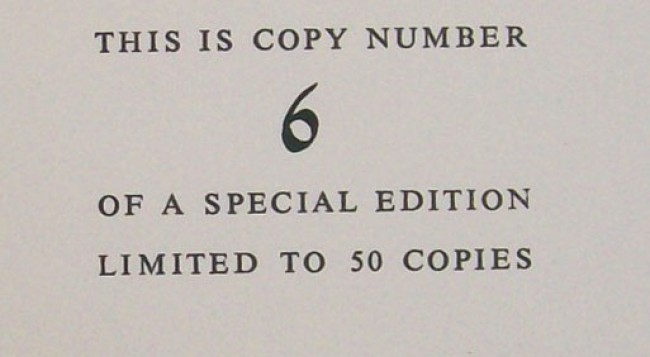 THIS IS COPY NUMBER
6
OF A SPECIAL EDITION
LIMITED TO 50 COPIES